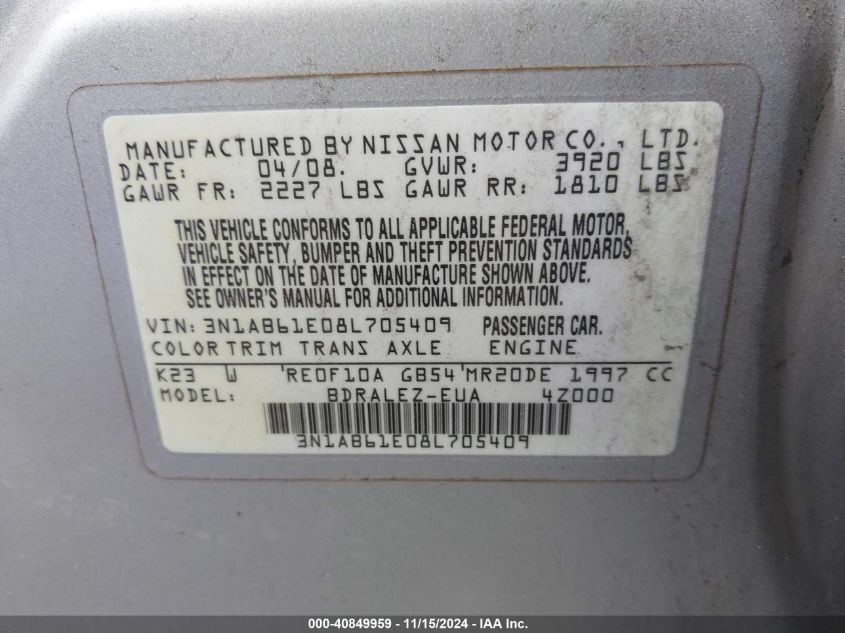 MANUFACTURED BY NISSAN MOTOR CO., LTD.
DATE: 04/08. GVWR: 3920 LBS
GAWR FR: 2227 LBS GAWR RR: 1810 LBS
THIS VEHICLE CONFORMS TO ALL APPLICABLE FEDERAL MOTOR,
VEHICLE SAFETY, BUMPER AND THEFT PREVENTION STANDARDS
IN EFFECT ON THE DATE OF MANUFACTURE SHOWN ABOVE.
SEE OWNER'S MANUAL FOR ADDITIONAL INFORMATION.
VIN: 3N1AB61E08L705409 PASSENGER CAR.
COLOR TRIM TRANS AXLE ENGINE
K23 W 'RE0F10A GB54'MR20DE 1997 CC
MODEL: BDRALEZ-EUA 4Z000
3N1AB61E08L705409
000-40849959 - 11/15/2024 - IAA Inc.